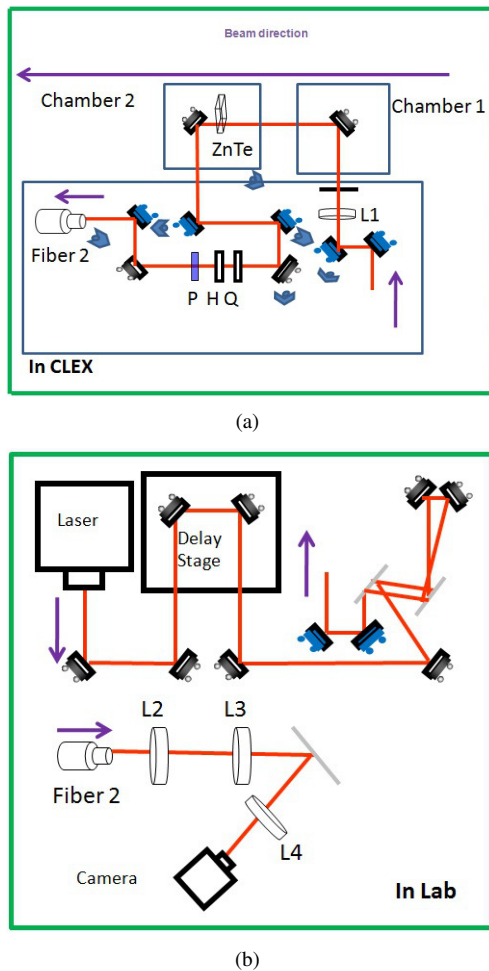 Beam direction
Chamber 2
Chamber 1
ZnTe
L1
Fiber 2
P H Q
In CLEX
(a)
Laser
Delay
Stage
L2
L3
Fiber 2
L4
Camera
In Lab
(b)